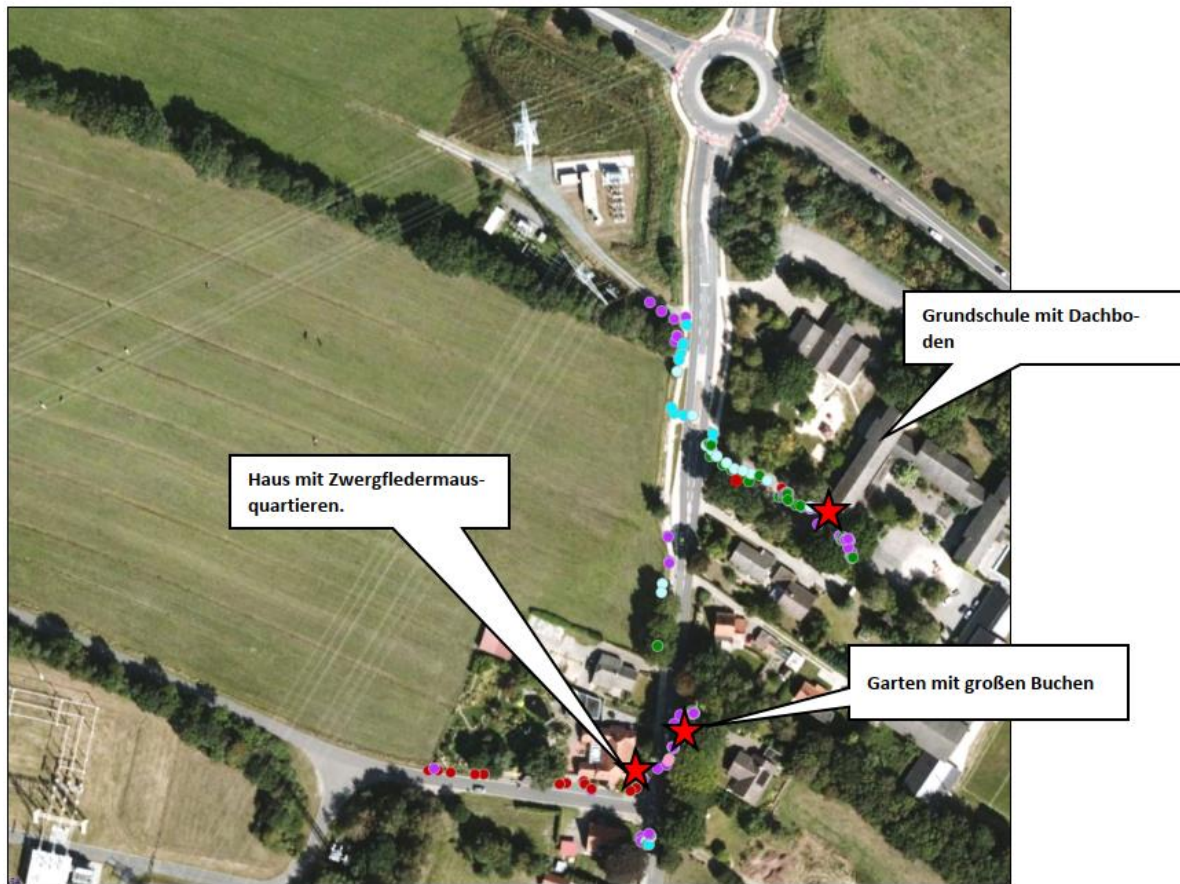 Grundschule mit Dachbo-
den
Haus mit Zwergfledermaus-
quartieren.
Garten mit großen Buchen